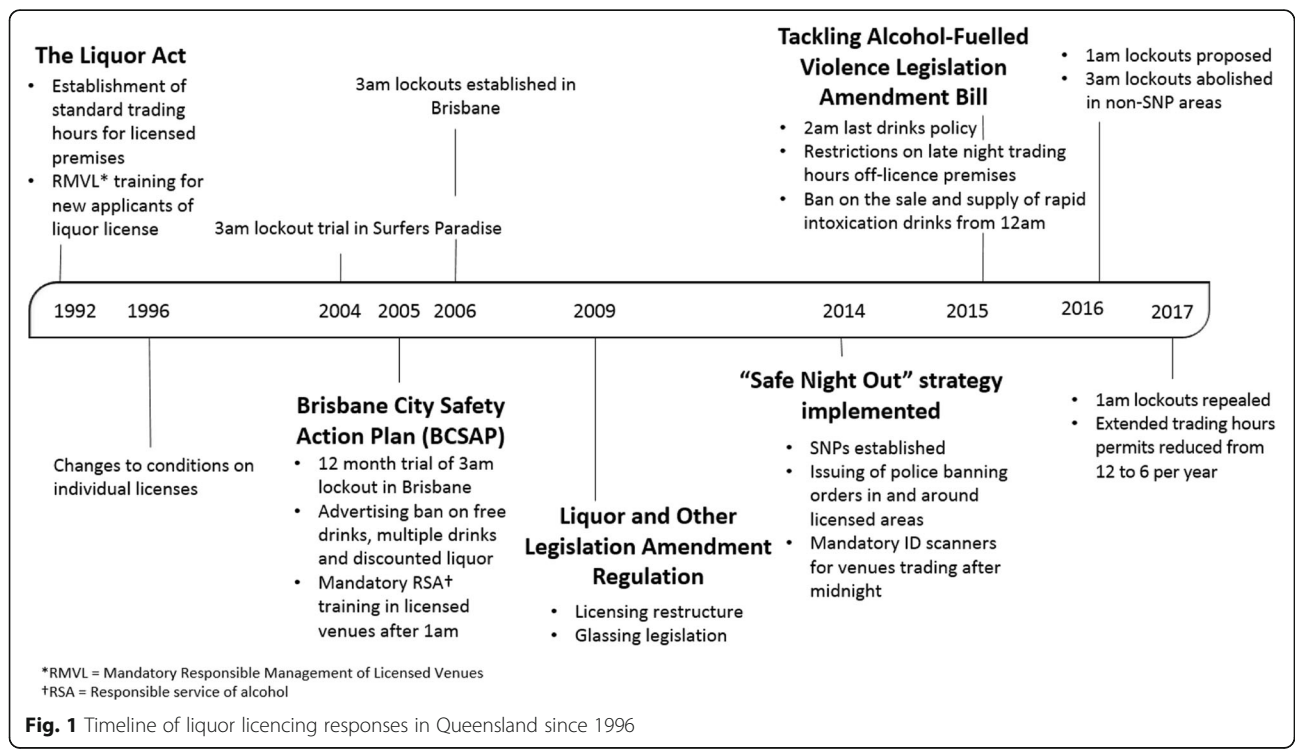 The Liquor Act
• Establishment of
standard trading
hours for licensed
premises
• RMVL* training for
new applicants of
liquor license
3am lockout trial in Surfers Paradise
3am lockouts established in
Brisbane
Tackling Alcohol-Fuelled
Violence Legislation
Amendment Bill
• 2am last drinks policy
• Restrictions on late night trading
hours off-licence premises
• Ban on the sale and supply of rapid
intoxication drinks from 12am
• 1am lockouts proposed
• 3am lockouts abolished
in non-SNP areas
1992 1996 2004 2005 2006 2009 2014 2015 2016 2017
Changes to conditions on
individual licenses
Brisbane City Safety
Action Plan (BCSAP)
• 12 month trial of 3am
lockout in Brisbane
• Advertising ban on free
drinks, multiple drinks
and discounted liquor
• Mandatory RSA†
training in licensed
venues after 1am
Liquor and Other
Legislation Amendment
Regulation
• Licensing restructure
• Glassing legislation
“Safe Night Out” strategy
implemented
• SNPs established
• Issuing of police banning
orders in and around
licensed areas
• Mandatory ID scanners
for venues trading after
midnight
• 1am lockouts repealed
• Extended trading hours
permits reduced from
12 to 6 per year
*RMVL = Mandatory Responsible Management of Licensed Venues
†RSA = Responsible service of alcohol
Fig. 1 Timeline of liquor licencing responses in Queensland since 1996